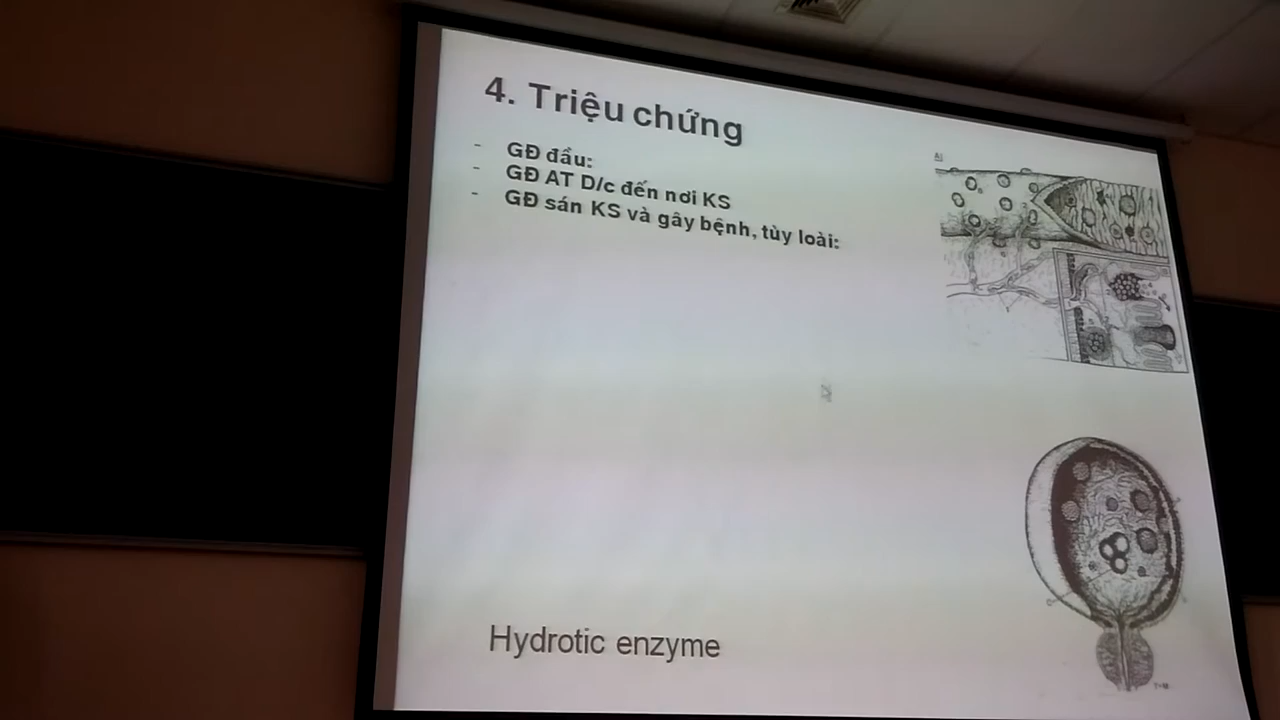 4. Triệu chứng
- GĐ đầu:
- GĐ AT D/c đến nơi KS
- GĐ sán KS và gây bệnh, tùy loài:
Hydrotic enzyme